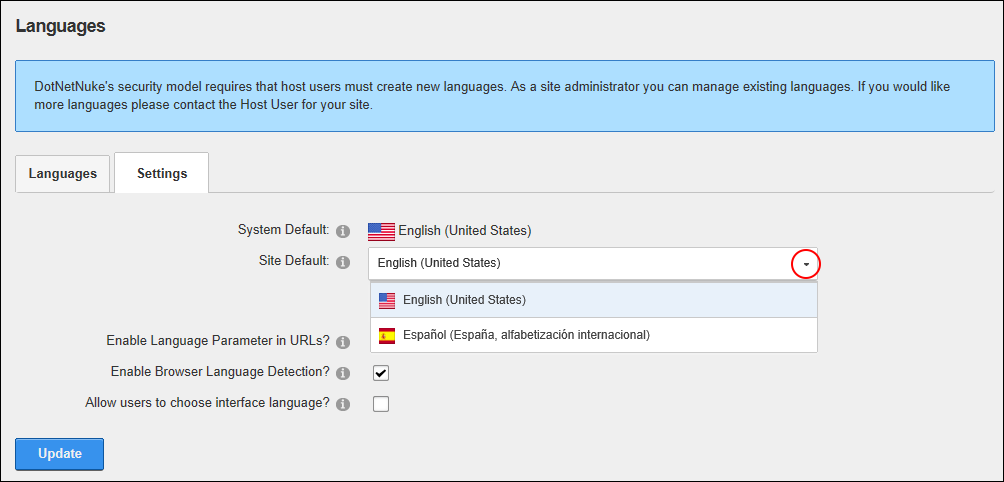 Languages
DotNetNuke's security model requires that host users must create new languages. As a site administrator you can manage existing languages. If you would like
more languages please contact the Host User for your site.
Languages Settings
System Default: English (United States)
Site Default: English (United States)
English (United States)
Español (España, alfabetización internacional)
Enable Language Parameter in URLs?
Enable Browser Language Detection?
Allow users to choose interface language?
Update